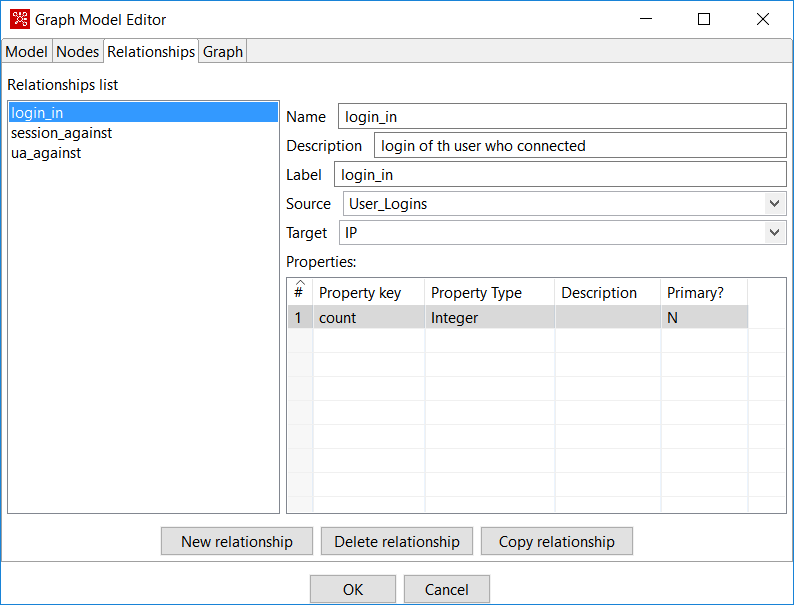 Graph Model Editor
Model Nodes Relationships Graph
Relationships list
login_in
session_against
ua_against
Name login_in
Description login of th user who connected
Label login_in
Source User_Logins
Target IP
Properties:
# Property key Property Type Description Primary?
1 count Integer N
New relationship Delete relationship Copy relationship
OK Cancel